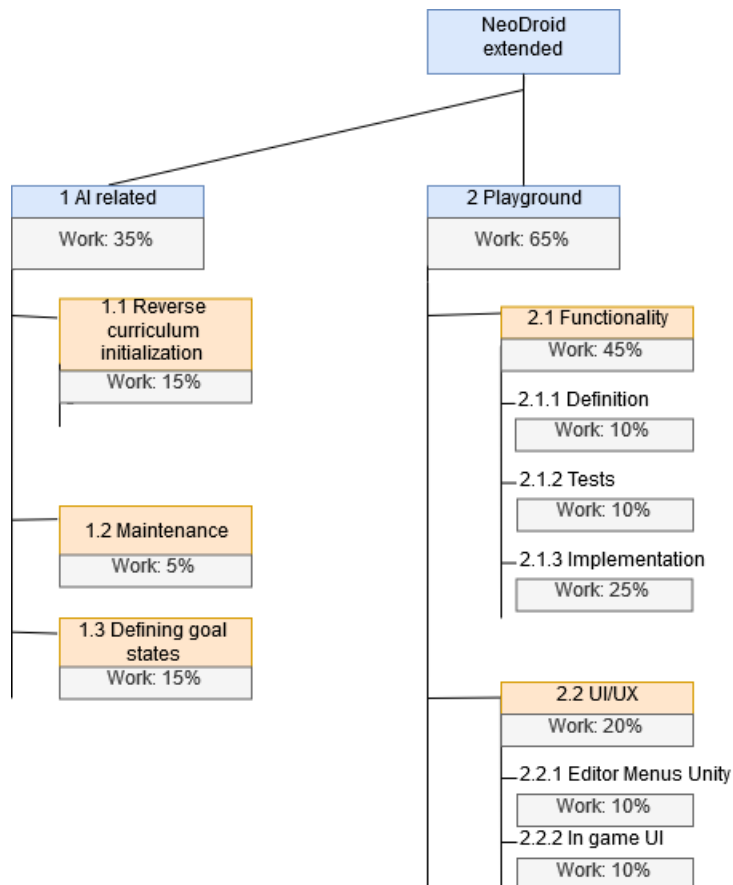 NeoDroid
extended
1 AI related
Work: 35%
1.1 Reverse
curriculum
initialization
Work: 15%
1.2 Maintenance
Work: 5%
1.3 Defining goal
states
Work: 15%
2 Playground
Work: 65%
2.1 Functionality
Work: 45%
2.1.1 Definition
Work: 10%
2.1.2 Tests
Work: 10%
2.1.3 Implementation
Work: 25%
2.2 UI/UX
Work: 20%
2.2.1 Editor Menus Unity
Work: 10%
2.2.2 In game UI
Work: 10%